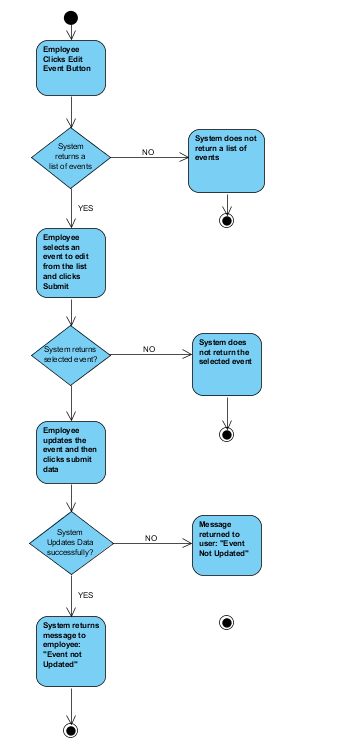 Employee
Clicks Edit
Event Button
System
returns a
list of events
NO
System does not
return a list of
events
YES
Employee
selects an
event to edit
from the list
and clicks
Submit
System returns
selected event?
NO
System does
not return the
selected event
Employee
updates the
event and then
clicks submit
data
System
Updates Data
successfully?
NO
Message
returned to
user: "Event
Not Updated"
YES
System returns
message to
employee:
"Event not
Updated"